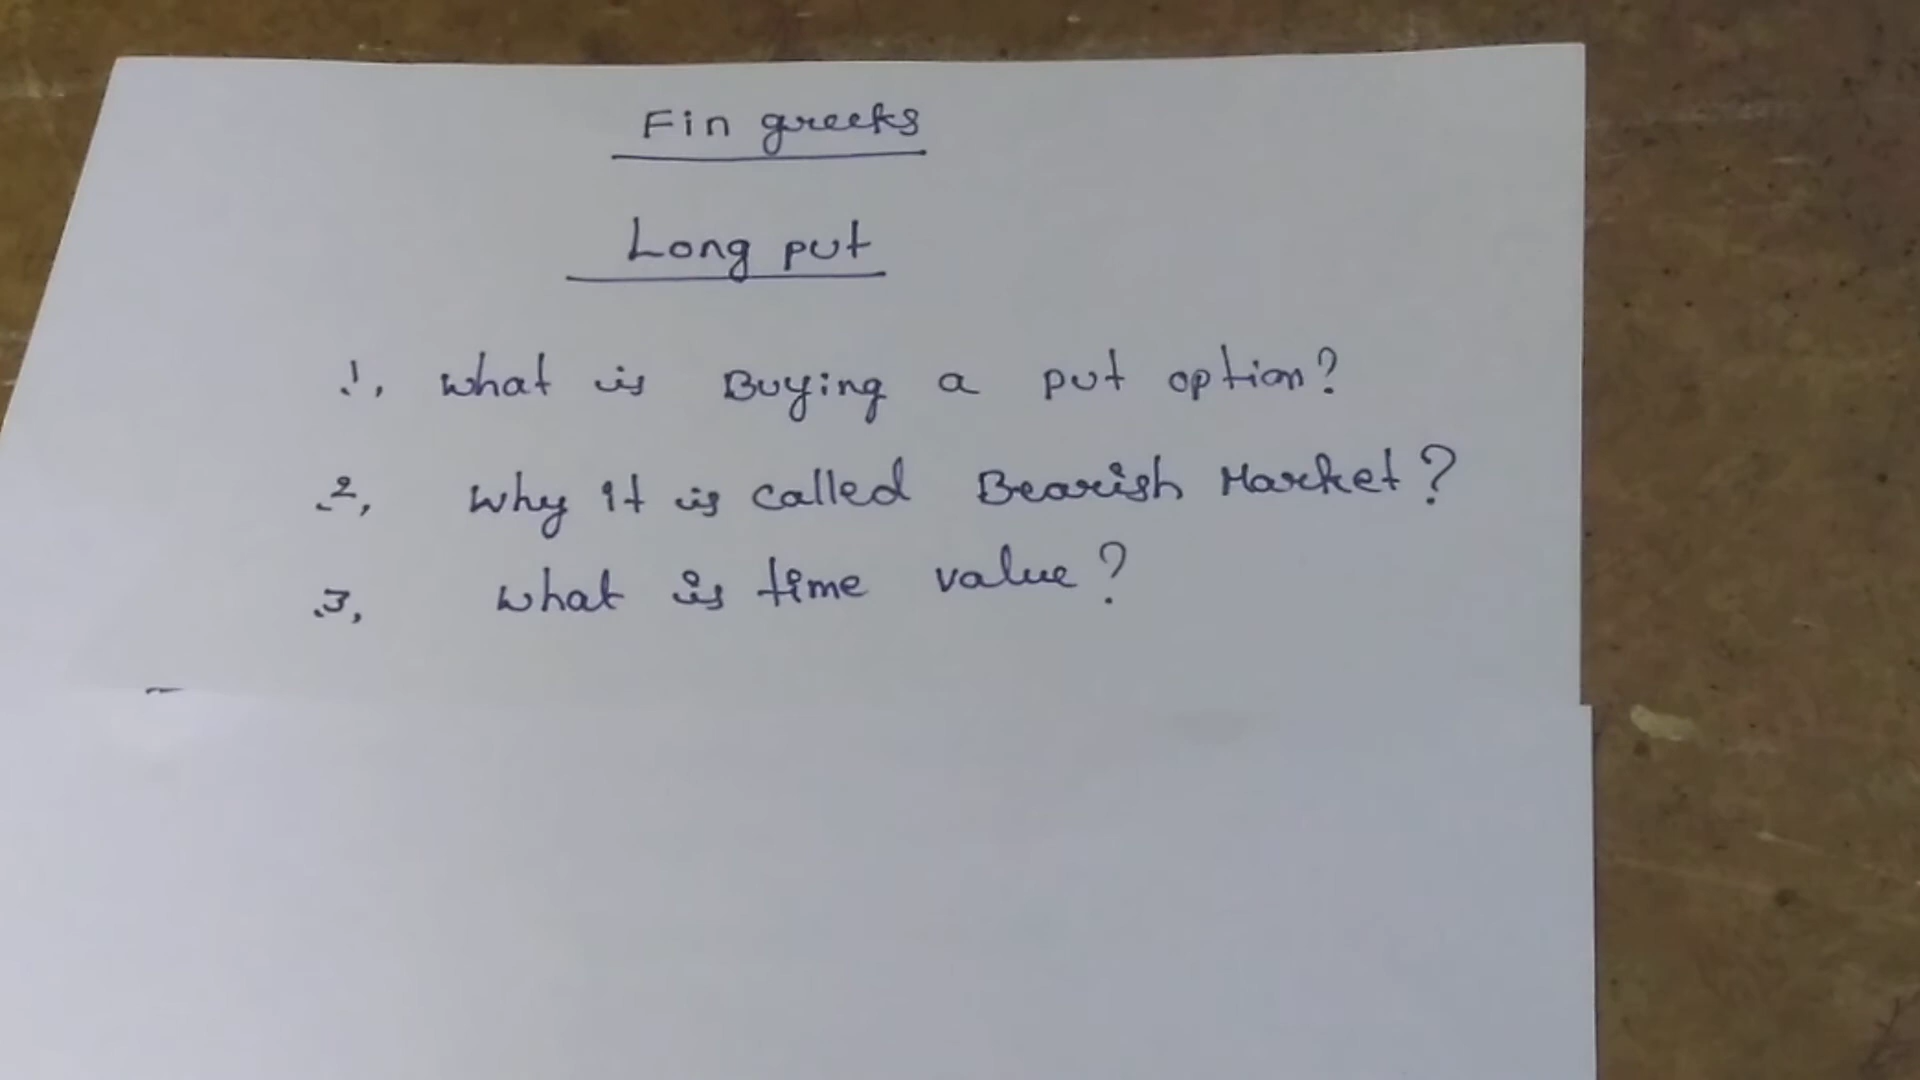 Fin greeks
Long put
1, What is Buying a put option?
2, Why it is called Bearish Market?
3, What is time value?